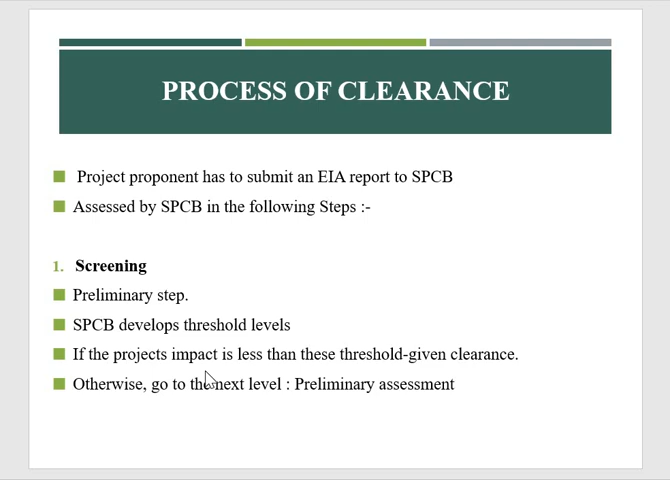 PROCESS OF CLEARANCE
Project proponent has to submit an EIA report to SPCB
Assessed by SPCB in the following Steps :-
1. Screening
Preliminary step.
SPCB develops threshold levels
If the projects impact is less than these threshold-given clearance.
Otherwise, go to the next level : Preliminary assessment